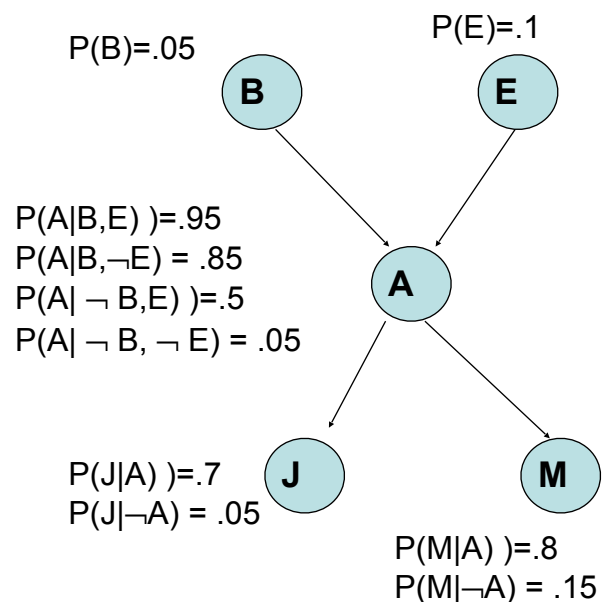 P(E)=.1
P(B)=.05
B
E
P(A|B,E) )=.95
P(A|B,¬E) = .85
P(A| ¬ B,E) )=.5
P(A| ¬ B, ¬ E) = .05
A
P(J|A) )=.7
P(J|¬A) = .05
J
M
P(M|A) )=.8
P(M|¬A) = .15